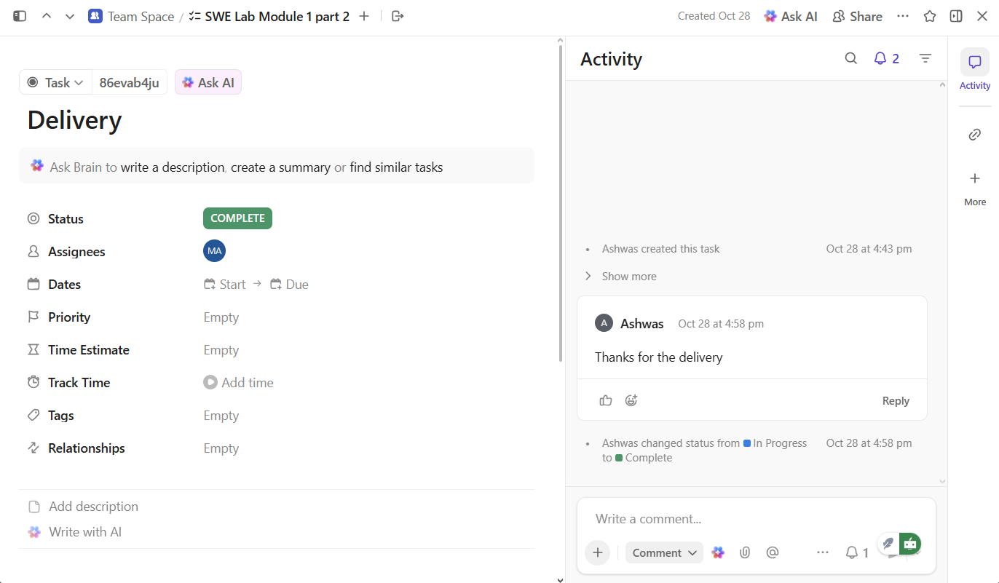 Team Space / SWE Lab Module 1 part 2
Created Oct 28 Ask AI Share
Task 86evab4ju Ask AI
Delivery
Ask Brain to write a description, create a summary or find similar tasks
Status COMPLETE
Assignees MA
Dates Start → Due
Priority Empty
Time Estimate Empty
Track Time Add time
Tags Empty
Relationships Empty
Add description
Write with AI
Activity 2
Ashwas created this task Oct 28 at 4:43 pm
Show more
A Ashwas Oct 28 at 4:58 pm
Thanks for the delivery
Reply
Ashwas changed status from In Progress Oct 28 at 4:58 pm
to Complete
Write a comment...
Comment 1
Activity
More